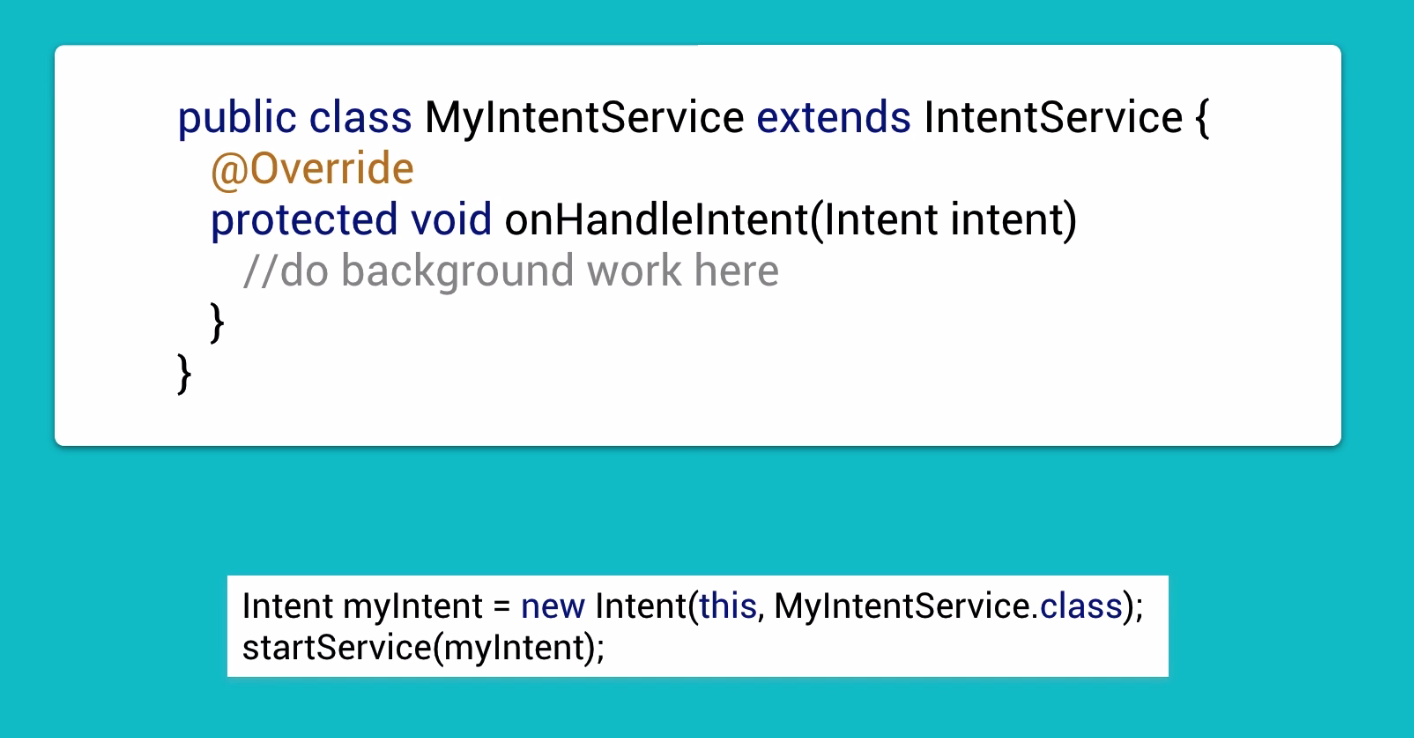 public class MyIntentService extends IntentService {
@Override
protected void onHandleIntent(Intent intent)
//do background work here
}
}
Intent myIntent = new Intent(this, MyIntentService.class);
startService(myIntent);